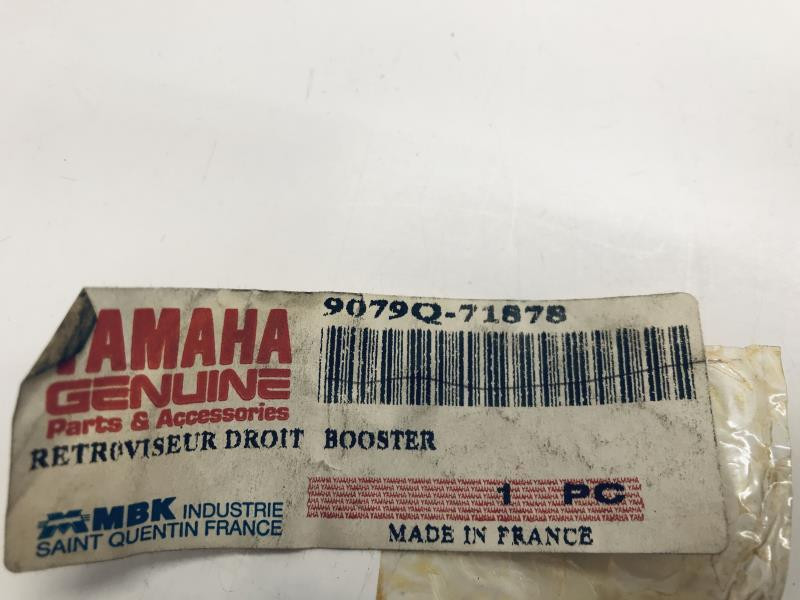 9079Q-71878
YAMAHA
GENUINE
Parts & Accessories
RETROVISEUR DROIT BOOSTER
1 PC
MBK INDUSTRIE
SAINT QUENTIN FRANCE
MADE IN FRANCE